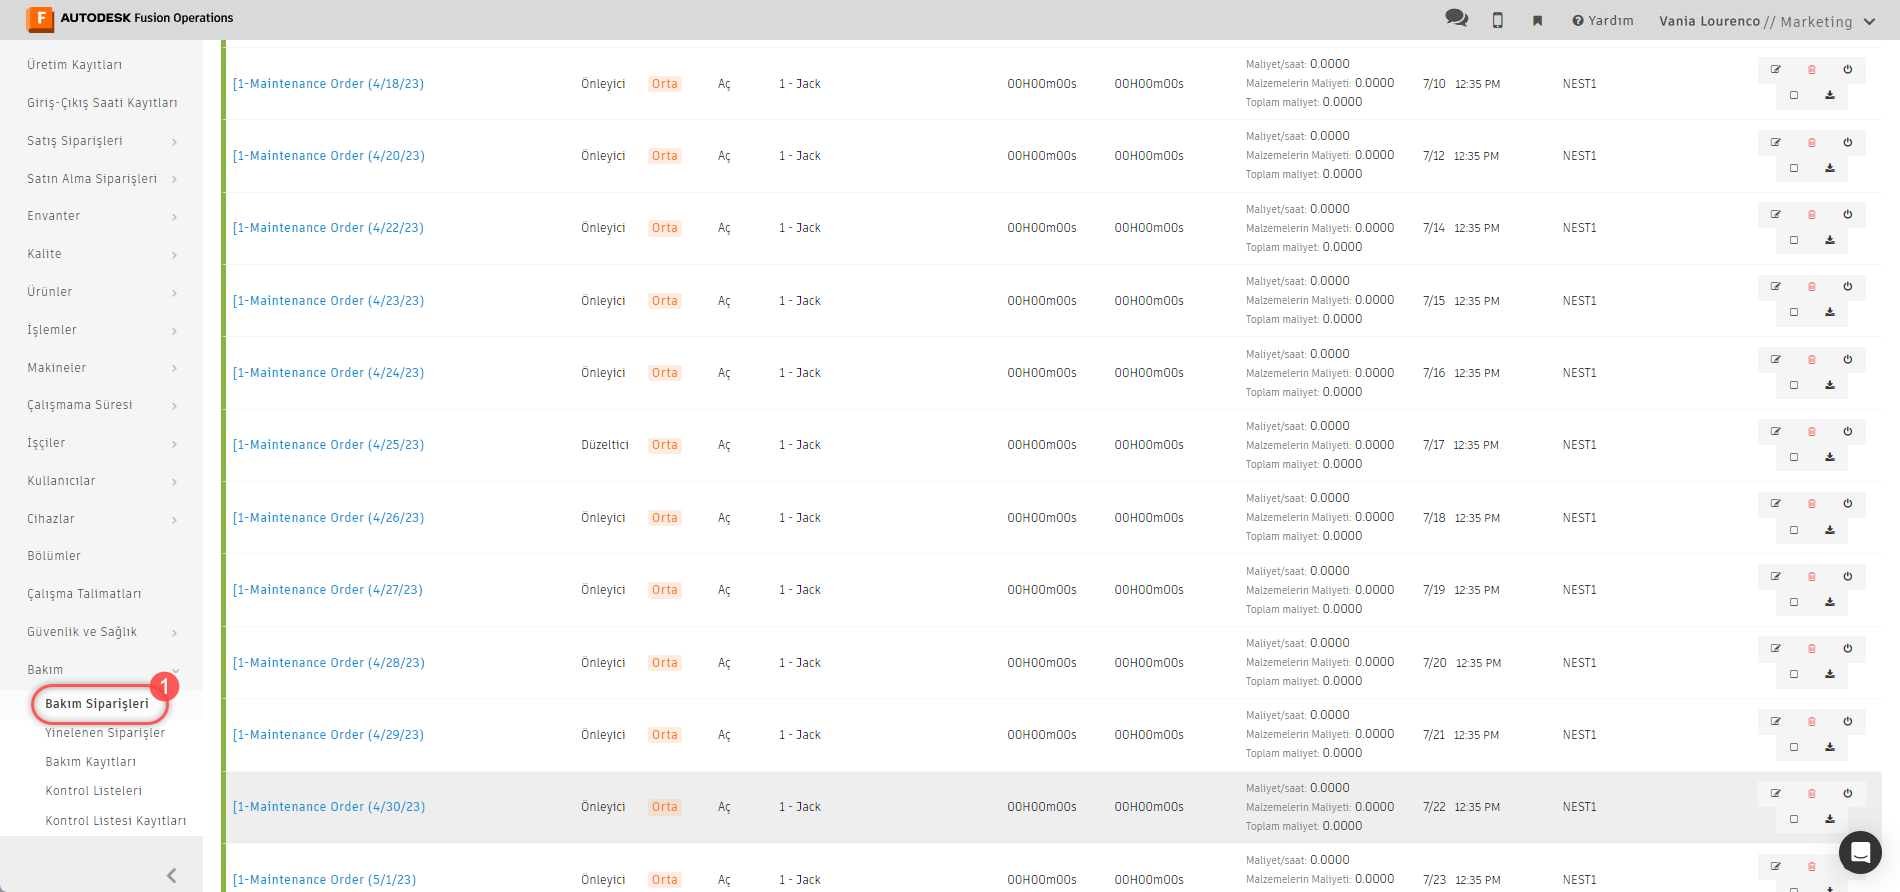 AUTODESK Fusion Operations
Yardım
Vania Lourenco // Marketing
Üretim Kayıtları
Giriş-Çıkış Saati Kayıtları
Satış Siparişleri
Satın Alma Siparişleri
Envanter
Kalite
Ürünler
İşlemler
Makineler
Çalışmama Süresi
İşçiler
Kullanıcılar
Cihazlar
Bölümler
Çalışma Talimatları
Güvenlik ve Sağlık
Bakım
1
Bakım Siparişleri
Yinelenen Siparişler
Bakım Kayıtları
Kontrol Listeleri
Kontrol Listesi Kayıtları
Maliyet/saat: 0.0000
[1-Maintenance Order (4/18/23) Önleyici Orta Aç 1 - Jack 00H00m00s 00H00m00s Malzemelerin Maliyeti: 0.0000 7/10 12:35 PM NEST1
Toplam maliyet: 0.0000
Maliyet/saat: 0.0000
[1-Maintenance Order (4/20/23) Önleyici Orta Aç 1 - Jack 00H00m00s 00H00m00s Malzemelerin Maliyeti: 0.0000 7/12 12:35 PM NEST1
Toplam maliyet: 0.0000
Maliyet/saat: 0.0000
[1-Maintenance Order (4/22/23) Önleyici Orta Aç 1 - Jack 00H00m00s 00H00m00s Malzemelerin Maliyeti: 0.0000 7/14 12:35 PM NEST1
Toplam maliyet: 0.0000
Maliyet/saat: 0.0000
[1-Maintenance Order (4/23/23) Önleyici Orta Aç 1 - Jack 00H00m00s 00H00m00s Malzemelerin Maliyeti: 0.0000 7/15 12:35 PM NEST1
Toplam maliyet: 0.0000
Maliyet/saat: 0.0000
[1-Maintenance Order (4/24/23) Önleyici Orta Aç 1 - Jack 00H00m00s 00H00m00s Malzemelerin Maliyeti: 0.0000 7/16 12:35 PM NEST1
Toplam maliyet: 0.0000
Maliyet/saat: 0.0000
[1-Maintenance Order (4/25/23) Düzeltici Orta Aç 1 - Jack 00H00m00s 00H00m00s Malzemelerin Maliyeti: 0.0000 7/17 12:35 PM NEST1
Toplam maliyet: 0.0000
Maliyet/saat: 0.0000
[1-Maintenance Order (4/26/23) Önleyici Orta Aç 1 - Jack 00H00m00s 00H00m00s Malzemelerin Maliyeti: 0.0000 7/18 12:35 PM NEST1
Toplam maliyet: 0.0000
Maliyet/saat: 0.0000
[1-Maintenance Order (4/27/23) Önleyici Orta Aç 1 - Jack 00H00m00s 00H00m00s Malzemelerin Maliyeti: 0.0000 7/19 12:35 PM NEST1
Toplam maliyet: 0.0000
Maliyet/saat: 0.0000
[1-Maintenance Order (4/28/23) Önleyici Orta Aç 1 - Jack 00H00m00s 00H00m00s Malzemelerin Maliyeti: 0.0000 7/20 12:35 PM NEST1
Toplam maliyet: 0.0000
Maliyet/saat: 0.0000
[1-Maintenance Order (4/29/23) Önleyici Orta Aç 1 - Jack 00H00m00s 00H00m00s Malzemelerin Maliyeti: 0.0000 7/21 12:35 PM NEST1
Toplam maliyet: 0.0000
Maliyet/saat: 0.0000
[1-Maintenance Order (4/30/23) Önleyici Orta Aç 1 - Jack 00H00m00s 00H00m00s Malzemelerin Maliyeti: 0.0000 7/22 12:35 PM NEST1
Toplam maliyet: 0.0000
Maliyet/saat: 0.0000
[1-Maintenance Order (5/1/23) Önleyici Orta Aç 1 - Jack 00H00m00s 00H00m00s Malzemelerin Maliyeti: 0.0000 7/23 12:35 PM NEST1